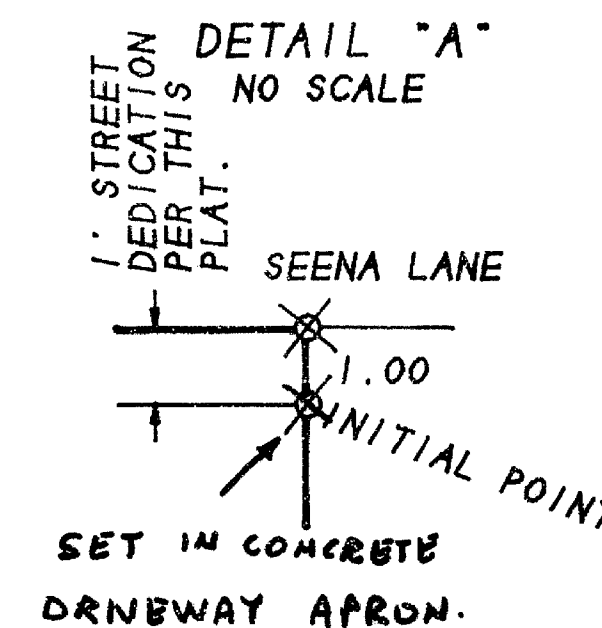 DETAIL "A"
NO SCALE
1' STREET
DEDICATION
PER THIS
PLAT.
SEENA LANE
1.00
INITIAL POINT
SET IN CONCRETE
DRIVEWAY APRON.